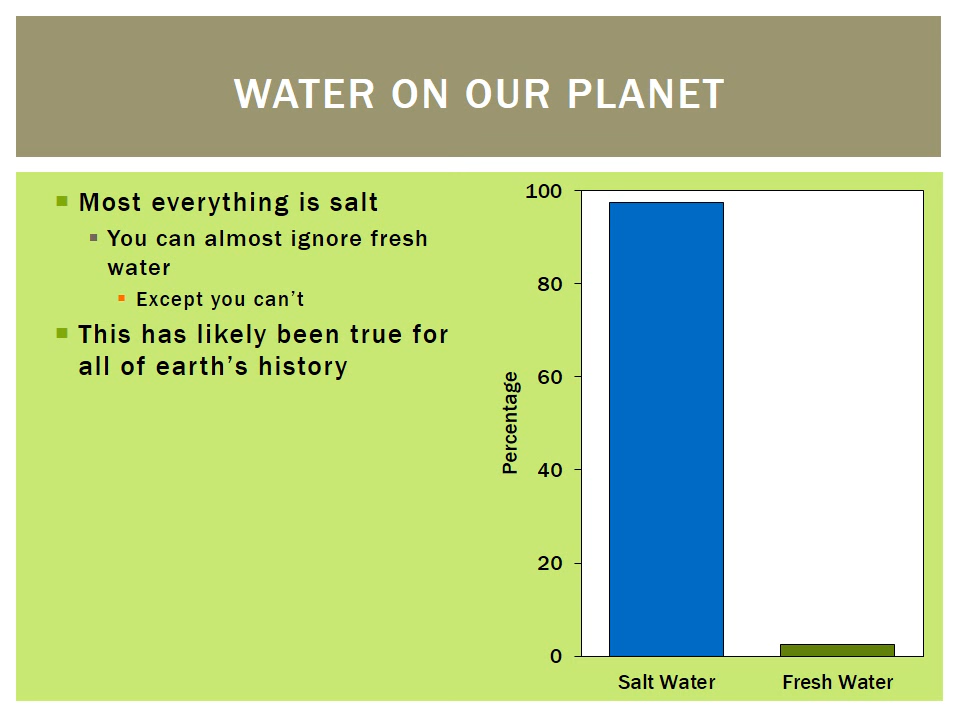 WATER ON OUR PLANET
Most everything is salt
You can almost ignore fresh
water
Except you can't
This has likely been true for
all of earth's history
100
80
60
40
20
0
Percentage
Salt Water
Fresh Water